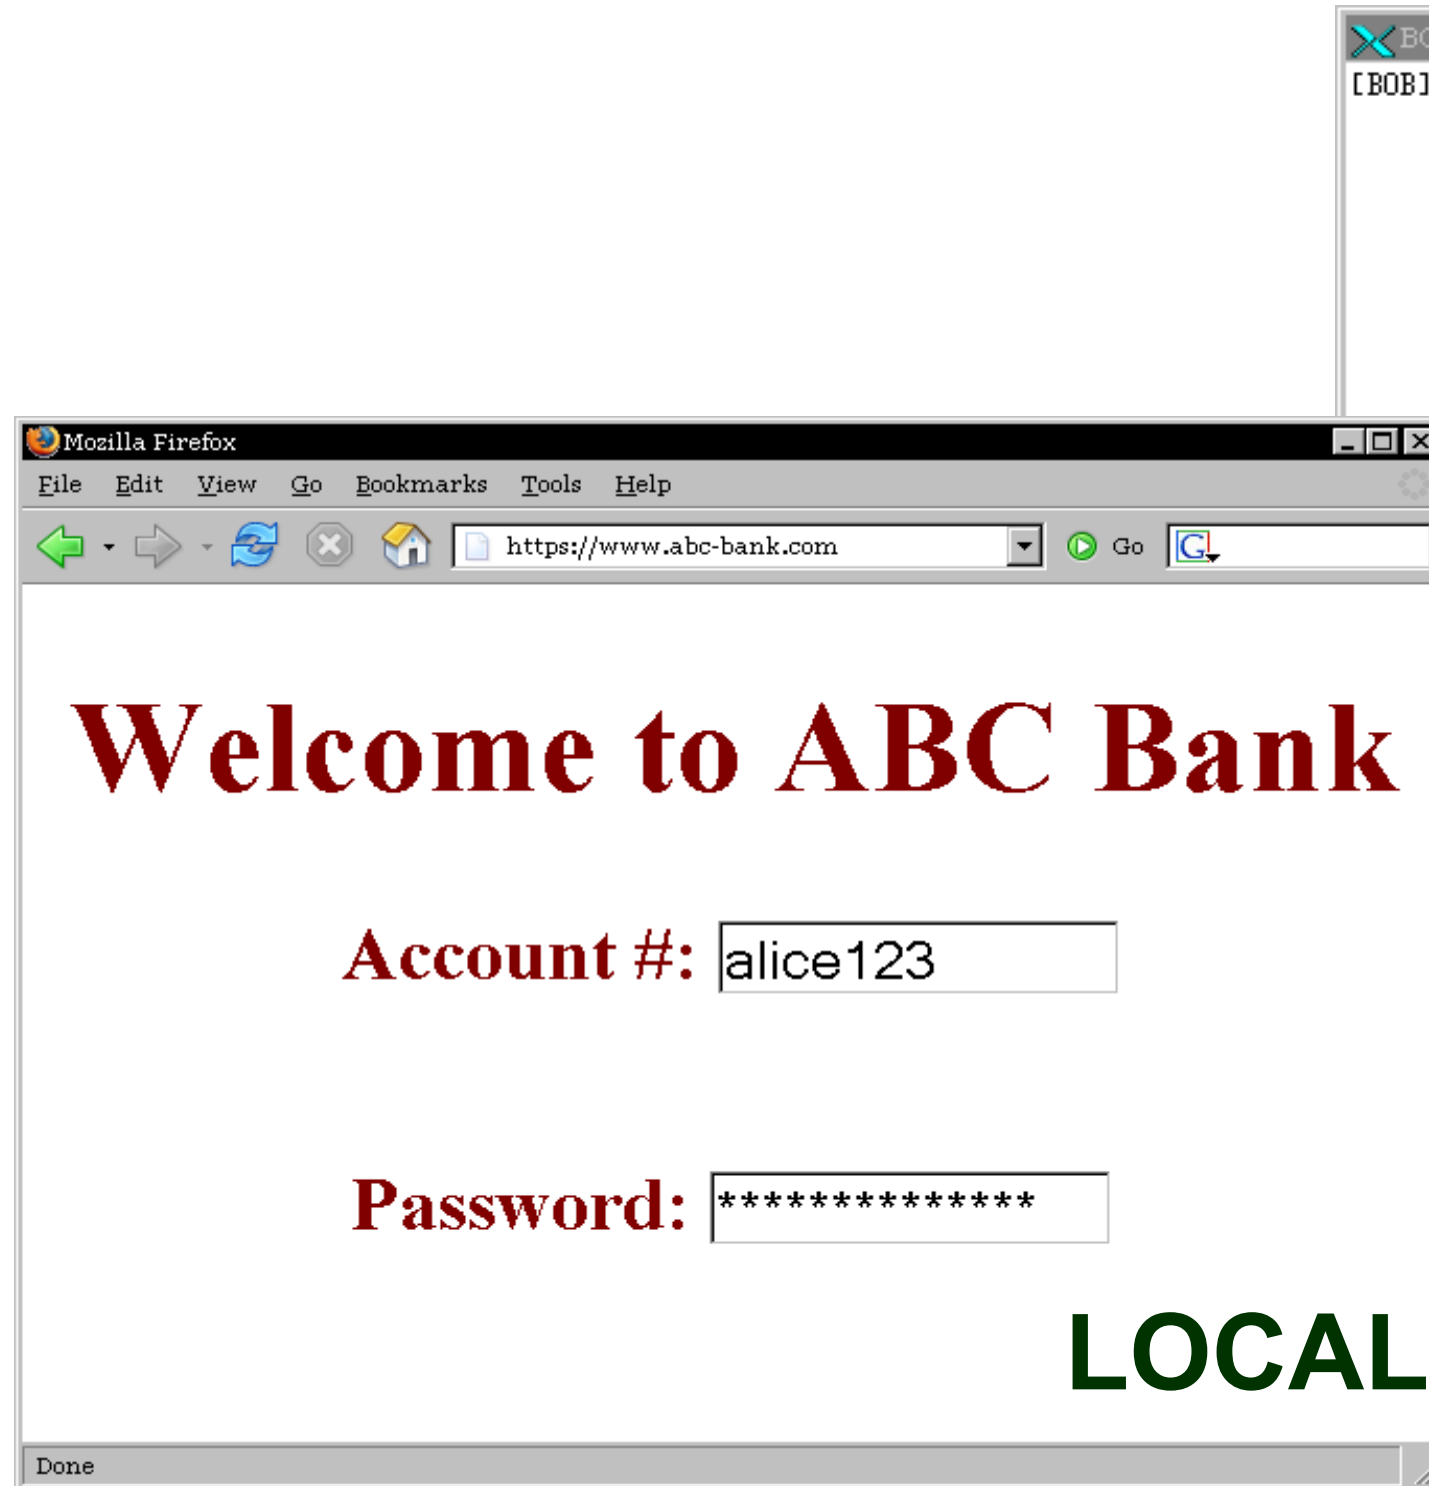 BO
[BOB]
Mozilla Firefox
File Edit View Go Bookmarks Tools Help
https://www.abc-bank.com Go G
Welcome to ABC Bank
Account #: alice123
Password: **************
LOCAL
Done